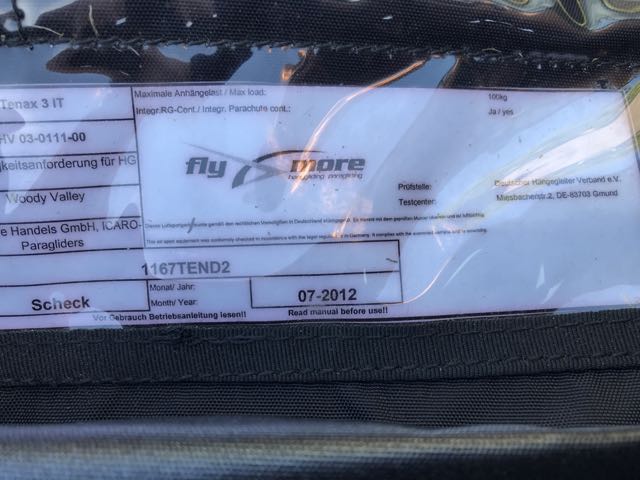 Tenax 3 IT
Maximale Anhängelast / Max load: 100kg
Integr.RG-Cont./ Integr. Parachute cont.: Ja / yes
HV 03-0111-00
gkeitsanforderung für HG
fly more
hanggliding paragliding
Prüfstelle: Deutscher Hängegleiter Verband e.V.
Testcenter: Miesbacherstr.2, DE-83703 Gmund
Woody Valley
e Handels GmbH, ICARO-
Paragliders
1167TEND2
Scheck
Monat/ Jahr:
Month/ Year:
07-2012
Vor Gebrauch Betriebsanleitung lesen!! Read manual before use!!